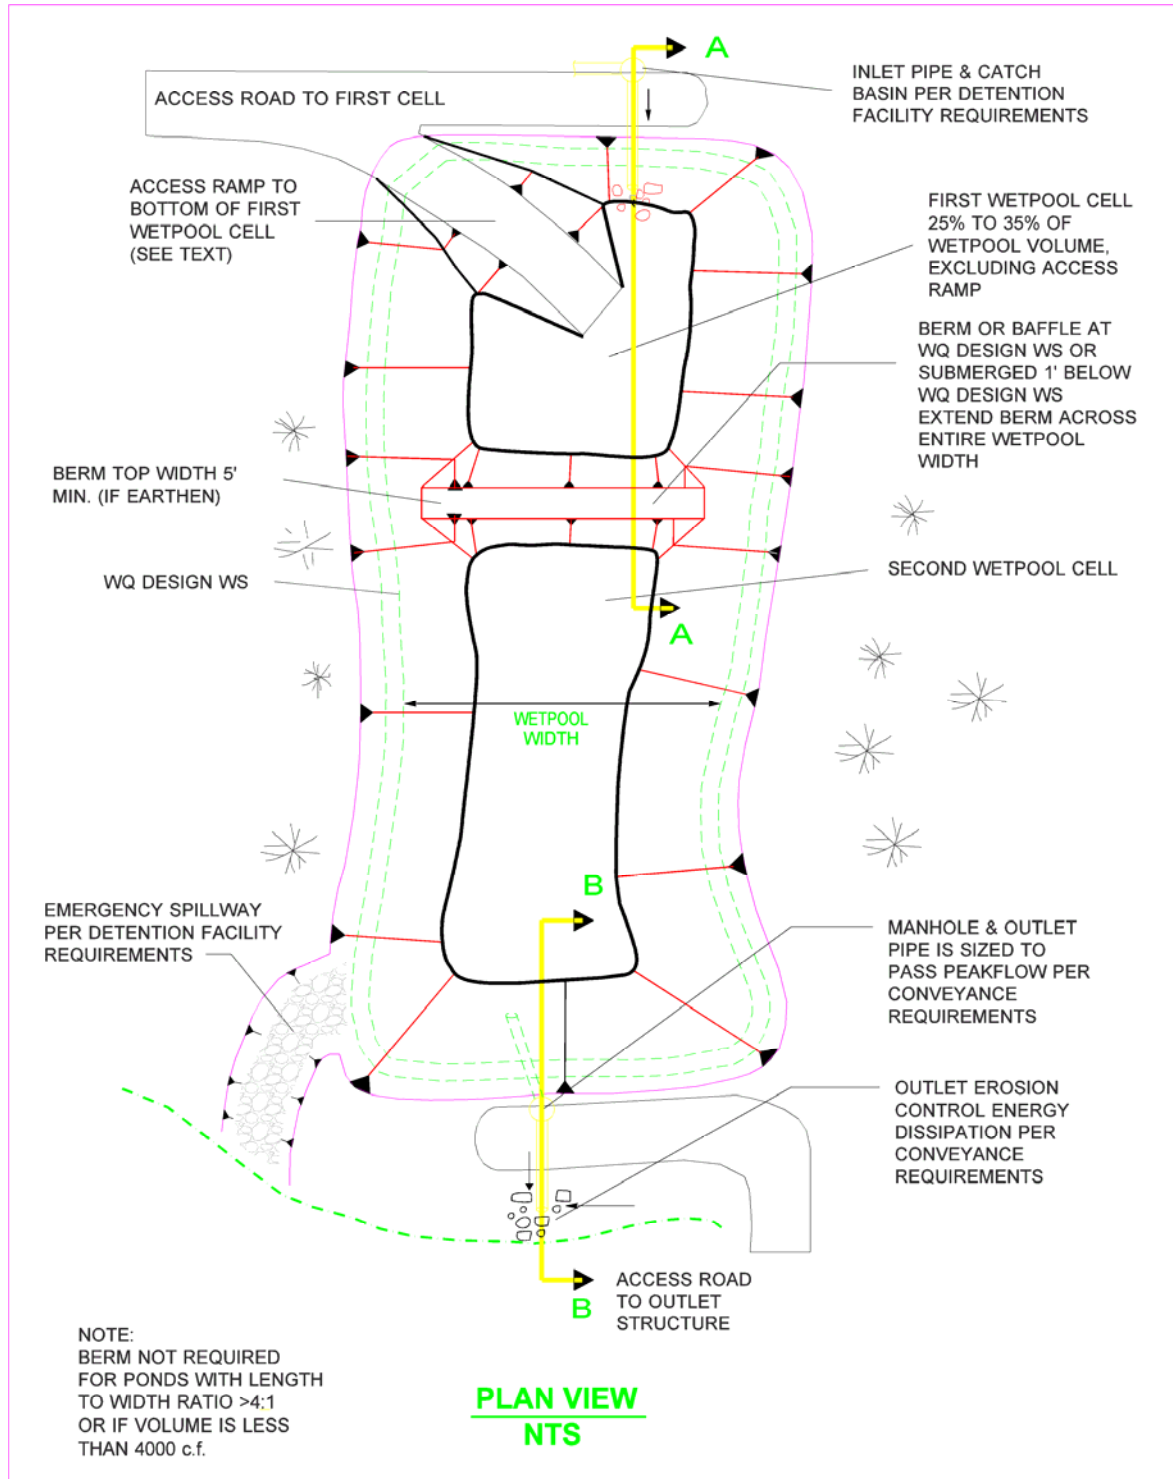 A
INLET PIPE & CATCH
BASIN PER DETENTION
FACILITY REQUIREMENTS
ACCESS ROAD TO FIRST CELL
ACCESS RAMP TO
BOTTOM OF FIRST
WETPOOL CELL
(SEE TEXT)
FIRST WETPOOL CELL
25% TO 35% OF
WETPOOL VOLUME,
EXCLUDING ACCESS
RAMP
BERM OR BAFFLE AT
WQ DESIGN WS OR
SUBMERGED 1' BELOW
WQ DESIGN WS
EXTEND BERM ACROSS
ENTIRE WETPOOL
WIDTH
BERM TOP WIDTH 5'
MIN. (IF EARTHEN)
WQ DESIGN WS
SECOND WETPOOL CELL
A
WETPOOL
WIDTH
B
EMERGENCY SPILLWAY
PER DETENTION FACILITY
REQUIREMENTS
MANHOLE & OUTLET
PIPE IS SIZED TO
PASS PEAKFLOW PER
CONVEYANCE
REQUIREMENTS
OUTLET EROSION
CONTROL ENERGY
DISSIPATION PER
CONVEYANCE
REQUIREMENTS
B
ACCESS ROAD
TO OUTLET
STRUCTURE
NOTE:
BERM NOT REQUIRED
FOR PONDS WITH LENGTH
TO WIDTH RATIO >4:1
OR IF VOLUME IS LESS
THAN 4000 c.f.
PLAN VIEW
NTS